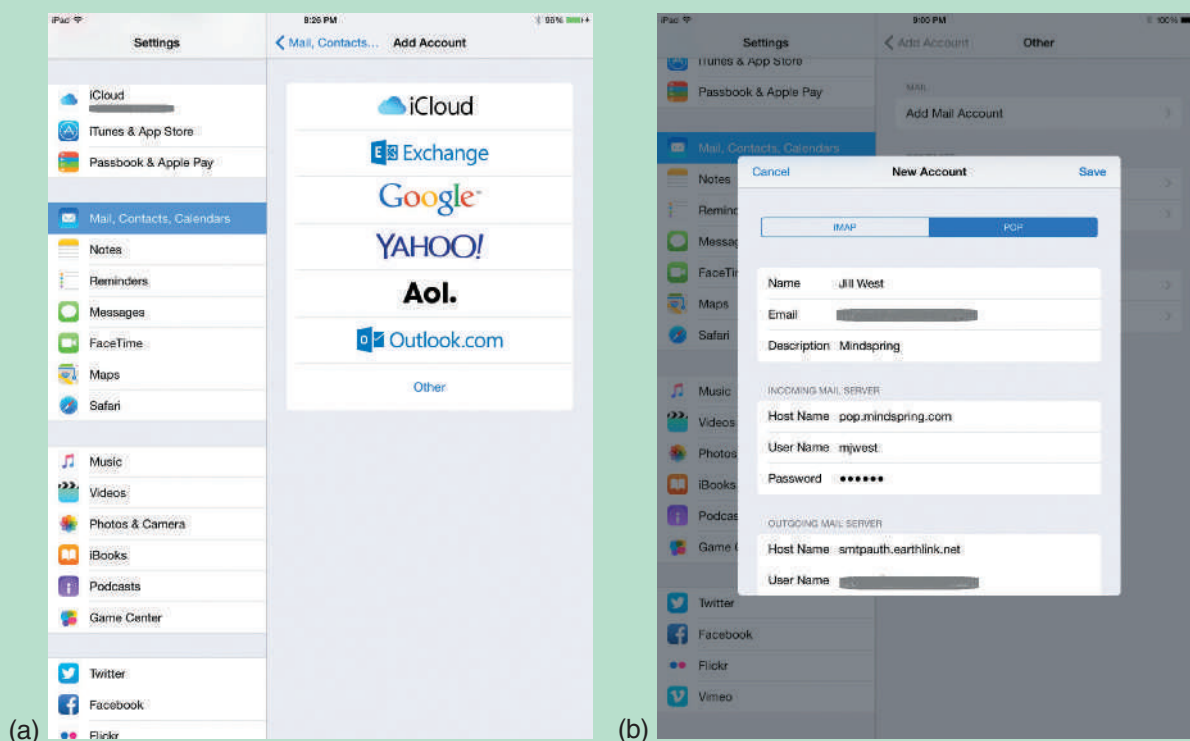 iPad
8:26 PM
95%
Settings
Mail, Contacts...
Add Account
iCloud
iTunes & App Store
Passbook & Apple Pay
Mail, Contacts, Calendars
Notes
Reminders
Messages
FaceTime
Maps
Safari
Music
Videos
Photos & Camera
iBooks
Podcasts
Game Center
Twitter
Facebook
Flickr
iCloud
Exchange
Google
YAHOO!
Aol.
Outlook.com
Other
(a)
iPad
9:00 PM
100%
Settings
Add Account
Other
iTunes & App Store
Passbook & Apple Pay
Mail, Contacts, Calendars
Notes
Messag
Maps
Safari
Music
Videos
Photos
iBooks
Podcas
Twitter
Facebook
Flickr
Vimeo
MAIL
Add Mail Account
Cancel
New Account
Save
IMAP
POP
Name Jill West
Email
Description Mindspring
INCOMING MAIL SERVER
Host Name pop.mindspring.com
User Name mjwest
Password ●●●●●●
OUTGOING MAIL SERVER
Host Name smtpauth.earthlink.net
User Name
(b)